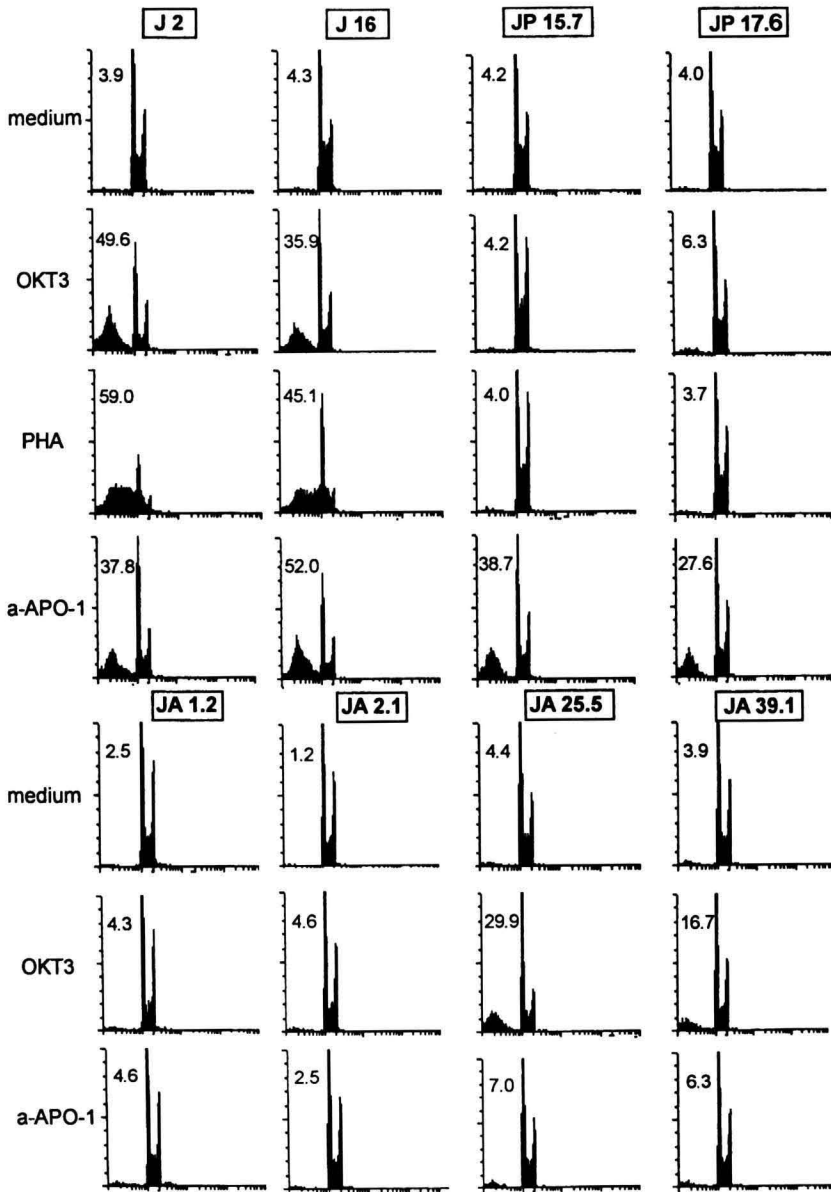 J 2 J 16 JP 15.7 JP 17.6
medium 3.9 4.3 4.2 4.0
OKT3 49.6 35.9 4.2 6.3
PHA 59.0 45.1 4.0 3.7
a-APO-1 37.8 52.0 38.7 27.6
JA 1.2 JA 2.1 JA 25.5 JA 39.1
medium 2.5 1.2 4.4 3.9
OKT3 4.3 4.6 29.9 16.7
a-APO-1 4.6 2.5 7.0 6.3